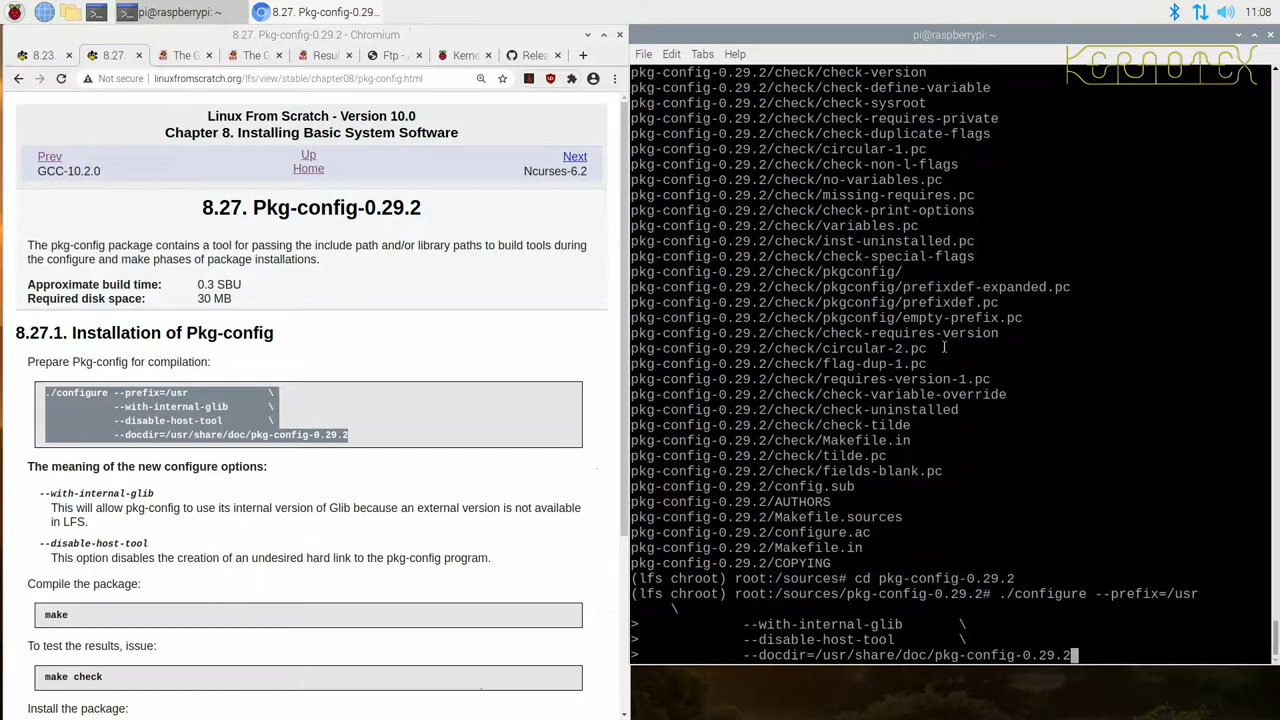 pi@raspberrypi: ~
8.27. Pkg-config-0.29...
11:08
8.27. Pkg-config-0.29.2 - Chromium
pi@raspberrypi: ~
8.23.
8.27.
The G
The G
Resul
Ftp -
Kerne
Relea
File Edit Tabs Help
KERNOTEX
Not secure | linuxfromscratch.org/lfs/view/stable/chapter08/pkg-config.html
Linux From Scratch - Version 10.0
Chapter 8. Installing Basic System Software
Prev
Up
Next
GCC-10.2.0
Home
Ncurses-6.2
8.27. Pkg-config-0.29.2
The pkg-config package contains a tool for passing the include path and/or library paths to build tools during
the configure and make phases of package installations.
Approximate build time: 0.3 SBU
Required disk space: 30 MB
8.27.1. Installation of Pkg-config
Prepare Pkg-config for compilation:
./configure --prefix=/usr \
--with-internal-glib \
--disable-host-tool \
--docdir=/usr/share/doc/pkg-config-0.29.2
The meaning of the new configure options:
--with-internal-glib
This will allow pkg-config to use its internal version of Glib because an external version is not available
in LFS.
--disable-host-tool
This option disables the creation of an undesired hard link to the pkg-config program.
Compile the package:
make
To test the results, issue:
make check
Install the package:
pkg-config-0.29.2/check/check-version
pkg-config-0.29.2/check/check-define-variable
pkg-config-0.29.2/check/check-sysroot
pkg-config-0.29.2/check/check-requires-private
pkg-config-0.29.2/check/check-duplicate-flags
pkg-config-0.29.2/check/circular-1.pc
pkg-config-0.29.2/check/check-non-l-flags
pkg-config-0.29.2/check/no-variables.pc
pkg-config-0.29.2/check/missing-requires.pc
pkg-config-0.29.2/check/check-print-options
pkg-config-0.29.2/check/variables.pc
pkg-config-0.29.2/check/inst-uninstalled.pc
pkg-config-0.29.2/check/check-special-flags
pkg-config-0.29.2/check/pkgconfig/
pkg-config-0.29.2/check/pkgconfig/prefixdef-expanded.pc
pkg-config-0.29.2/check/pkgconfig/prefixdef.pc
pkg-config-0.29.2/check/pkgconfig/empty-prefix.pc
pkg-config-0.29.2/check/check-requires-version
pkg-config-0.29.2/check/circular-2.pc
pkg-config-0.29.2/check/flag-dup-1.pc
pkg-config-0.29.2/check/requires-version-1.pc
pkg-config-0.29.2/check/check-variable-override
pkg-config-0.29.2/check/check-uninstalled
pkg-config-0.29.2/check/check-tilde
pkg-config-0.29.2/check/Makefile.in
pkg-config-0.29.2/check/tilde.pc
pkg-config-0.29.2/check/fields-blank.pc
pkg-config-0.29.2/config.sub
pkg-config-0.29.2/AUTHORS
pkg-config-0.29.2/Makefile.sources
pkg-config-0.29.2/configure.ac
pkg-config-0.29.2/Makefile.in
pkg-config-0.29.2/COPYING
(lfs chroot) root:/sources# cd pkg-config-0.29.2
(lfs chroot) root:/sources/pkg-config-0.29.2# ./configure --prefix=/usr
\
> --with-internal-glib \
> --disable-host-tool \
> --docdir=/usr/share/doc/pkg-config-0.29.2